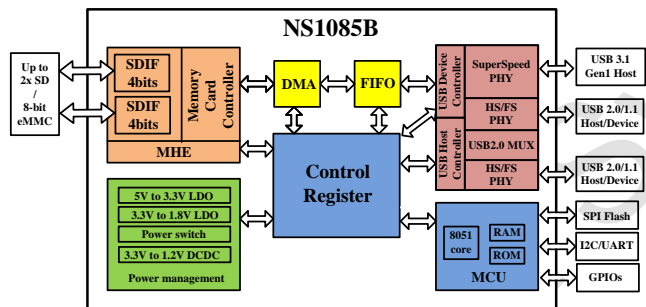 NS1085B
Up to
2x SD
/
8-bit
eMMC
SDIF
4bits
SDIF
4bits
Memory
Card
Controller
MHE
DMA
FIFO
USB Device
Controller
USB Host
Controller
SuperSpeed
PHY
HS/FS
PHY
USB2.0 MUX
HS/FS
PHY
USB 3.1
Gen1 Host
USB 2.0/1.1
Host/Device
USB 2.0/1.1
Host/Device
Control
Register
5V to 3.3V LDO
3.3V to 1.8V LDO
Power switch
3.3V to 1.2V DCDC
Power management
8051
core
RAM
ROM
MCU
SPI Flash
I2C/UART
GPIOs